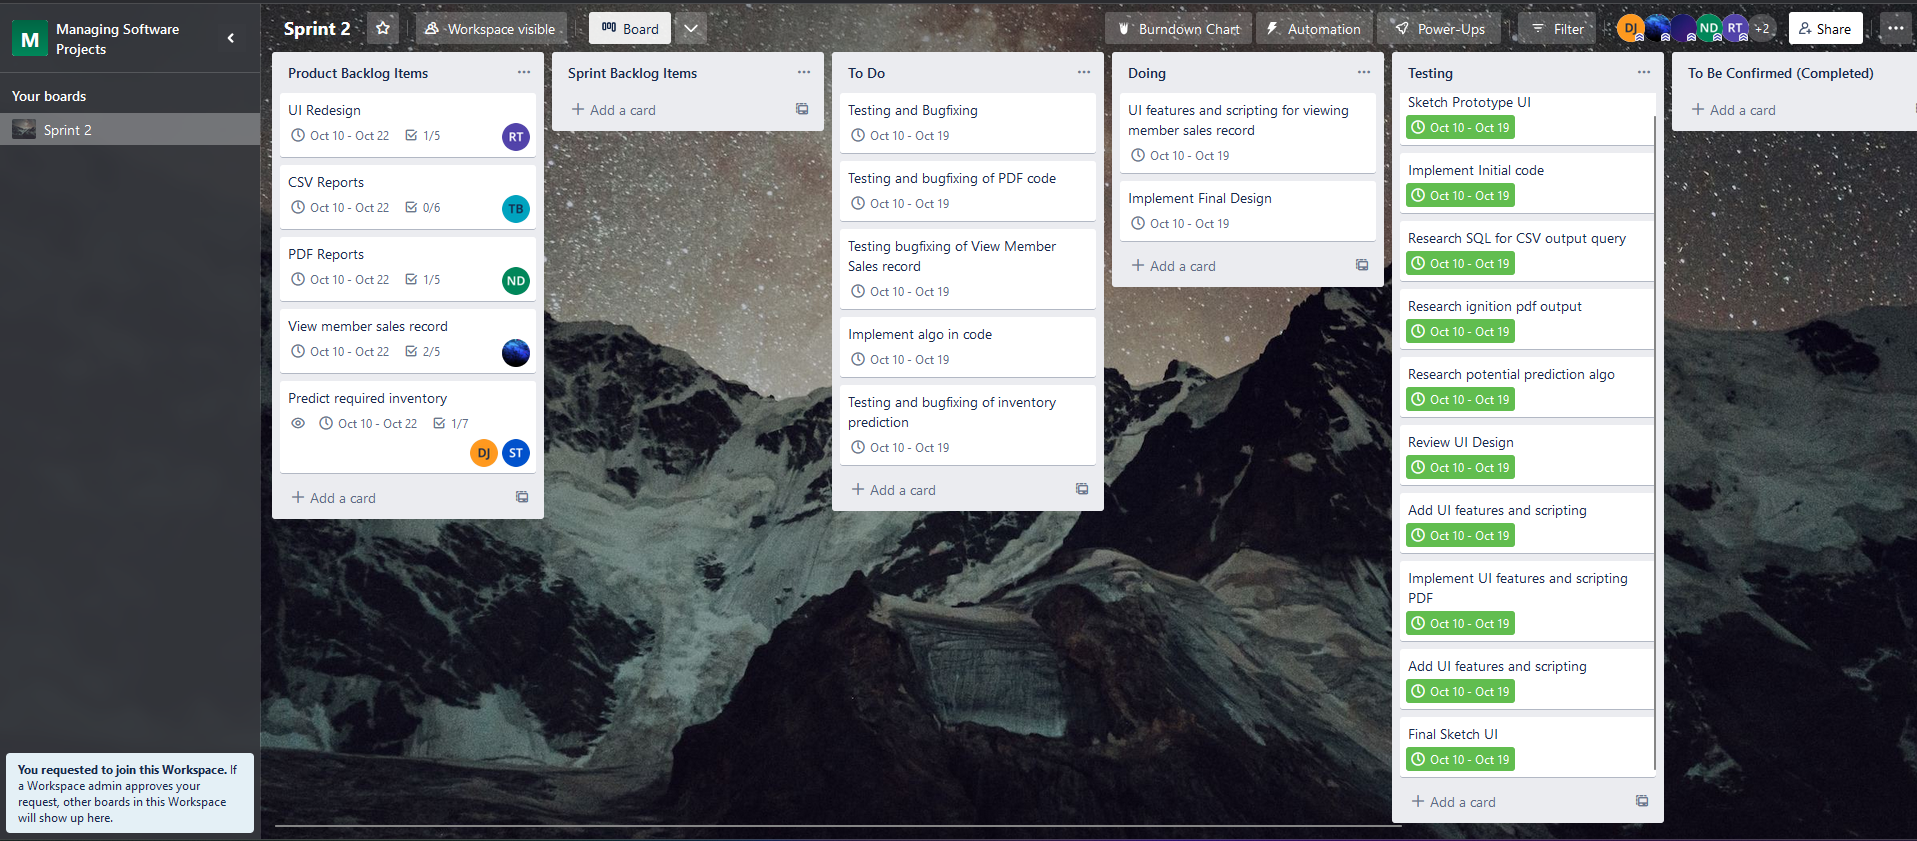 M
Managing Software
Projects
Your boards
Sprint 2
You requested to join this Workspace. If
a Workspace admin approves your
request, other boards in this Workspace
will show up here.
Sprint 2
Workspace visible
Board
Burndown Chart
Automation
Power-Ups
Filter
DJ
ND
RT
+2
Share
Product Backlog Items
UI Redesign
Oct 10 - Oct 22 1/5
RT
CSV Reports
Oct 10 - Oct 22 0/6
TB
PDF Reports
Oct 10 - Oct 22 1/5
ND
View member sales record
Oct 10 - Oct 22 2/5
Predict required inventory
Oct 10 - Oct 22 1/7
DJ ST
+ Add a card
Sprint Backlog Items
+ Add a card
To Do
Testing and Bugfixing
Oct 10 - Oct 19
Testing and bugfixing of PDF code
Oct 10 - Oct 19
Testing bugfixing of View Member
Sales record
Oct 10 - Oct 19
Implement algo in code
Oct 10 - Oct 19
Testing and bugfixing of inventory
prediction
Oct 10 - Oct 19
+ Add a card
Doing
UI features and scripting for viewing
member sales record
Oct 10 - Oct 19
Implement Final Design
Oct 10 - Oct 19
+ Add a card
Testing
Sketch Prototype UI
Oct 10 - Oct 19
Implement Initial code
Oct 10 - Oct 19
Research SQL for CSV output query
Oct 10 - Oct 19
Research ignition pdf output
Oct 10 - Oct 19
Research potential prediction algo
Oct 10 - Oct 19
Review UI Design
Oct 10 - Oct 19
Add UI features and scripting
Oct 10 - Oct 19
Implement UI features and scripting
PDF
Oct 10 - Oct 19
Add UI features and scripting
Oct 10 - Oct 19
Final Sketch UI
Oct 10 - Oct 19
+ Add a card
To Be Confirmed (Completed)
+ Add a card